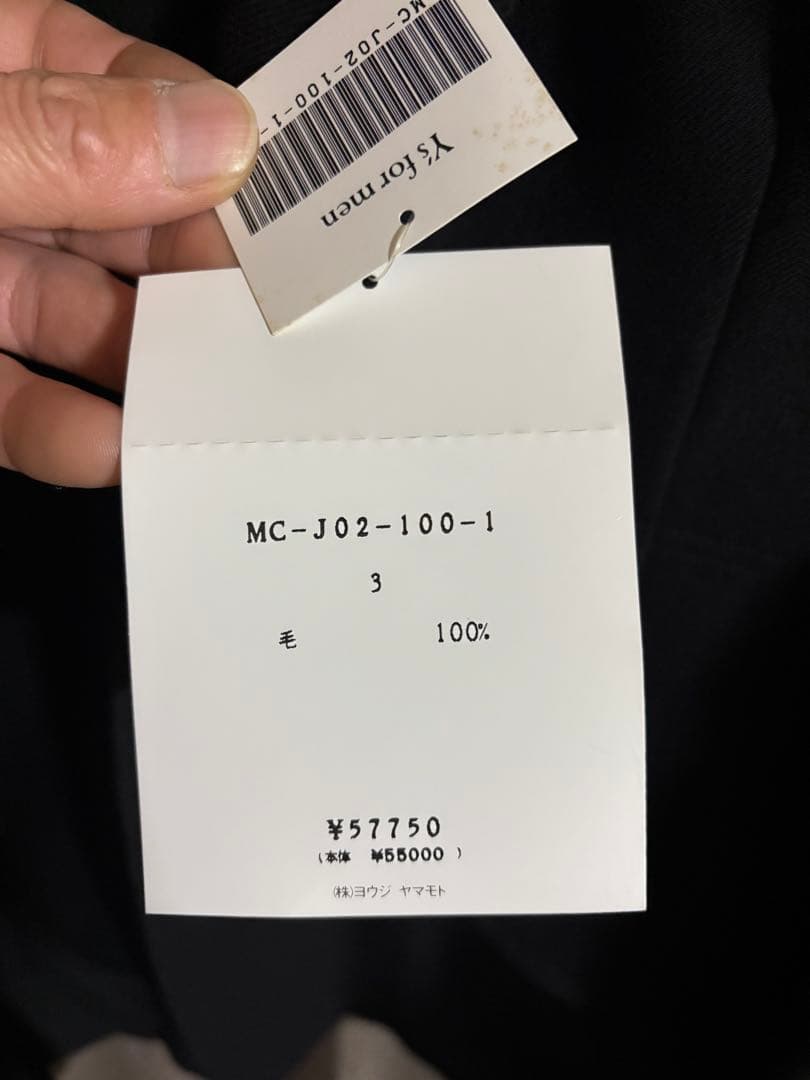 MC-J02-100-1-
Y's for men
MC-J02-100-1
3
毛 100%
¥57750
(本体 ¥55000 )
(株)ヨウジ ヤマモト